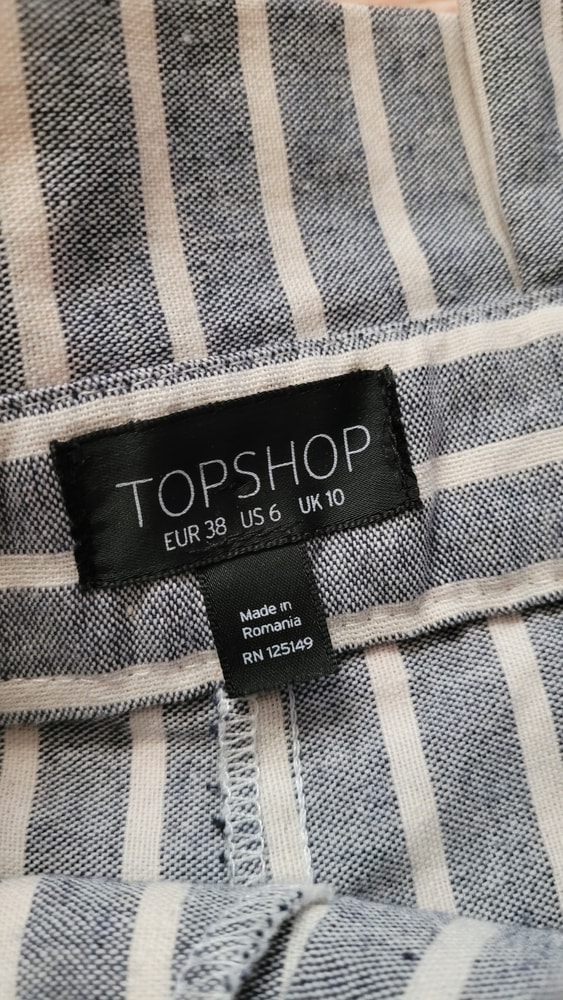 TOPSHOP
EUR 38 US 6 UK 10
Made in
Romania
RN 125149